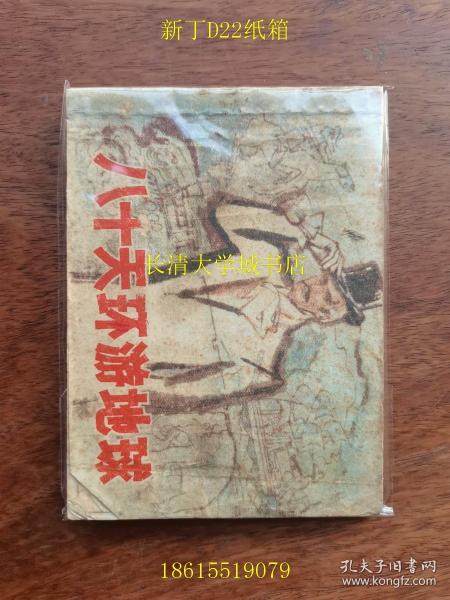 新丁D22纸箱
八十天环游地球
长清大学城书店
18615519079
孔夫子旧书网
www.kongfz.com